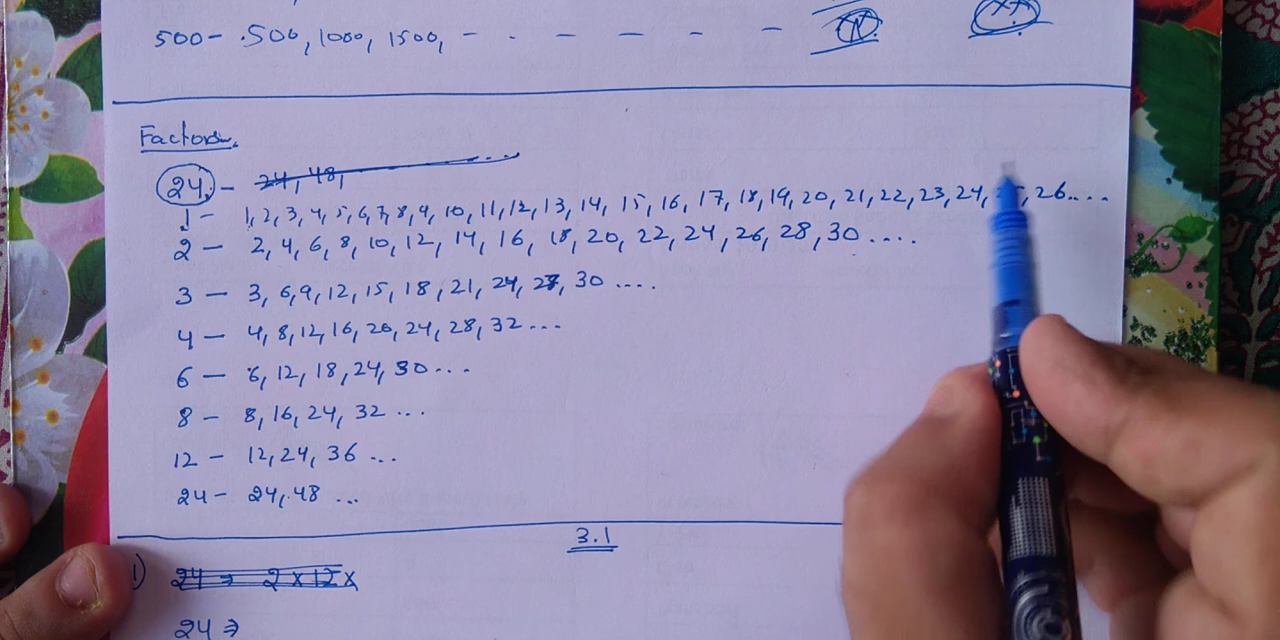 500 - .500, 1000, 1500, - . - - - -
Factors.
24. - 24, 48, ...
1 - 1, 2, 3, 4, 5, 6, 7, 8, 9, 10, 11, 12, 13, 14, 15, 16, 17, 18, 19, 20, 21, 22, 23, 24, , 26....
2 - 2, 4, 6, 8, 10, 12, 14, 16, 18, 20, 22, 24, 26, 28, 30 ....
3 - 3, 6, 9, 12, 15, 18, 21, 24, 27, 30 ....
4 - 4, 8, 12, 16, 20, 24, 28, 32 ...
6 - 6, 12, 18, 24, 30 ...
8 - 8, 16, 24, 32 ...
12 - 12, 24, 36 ...
24 - 24, 48 ...
3.1
1) 24 ⇒ 2 x 12 x
24 ⇒